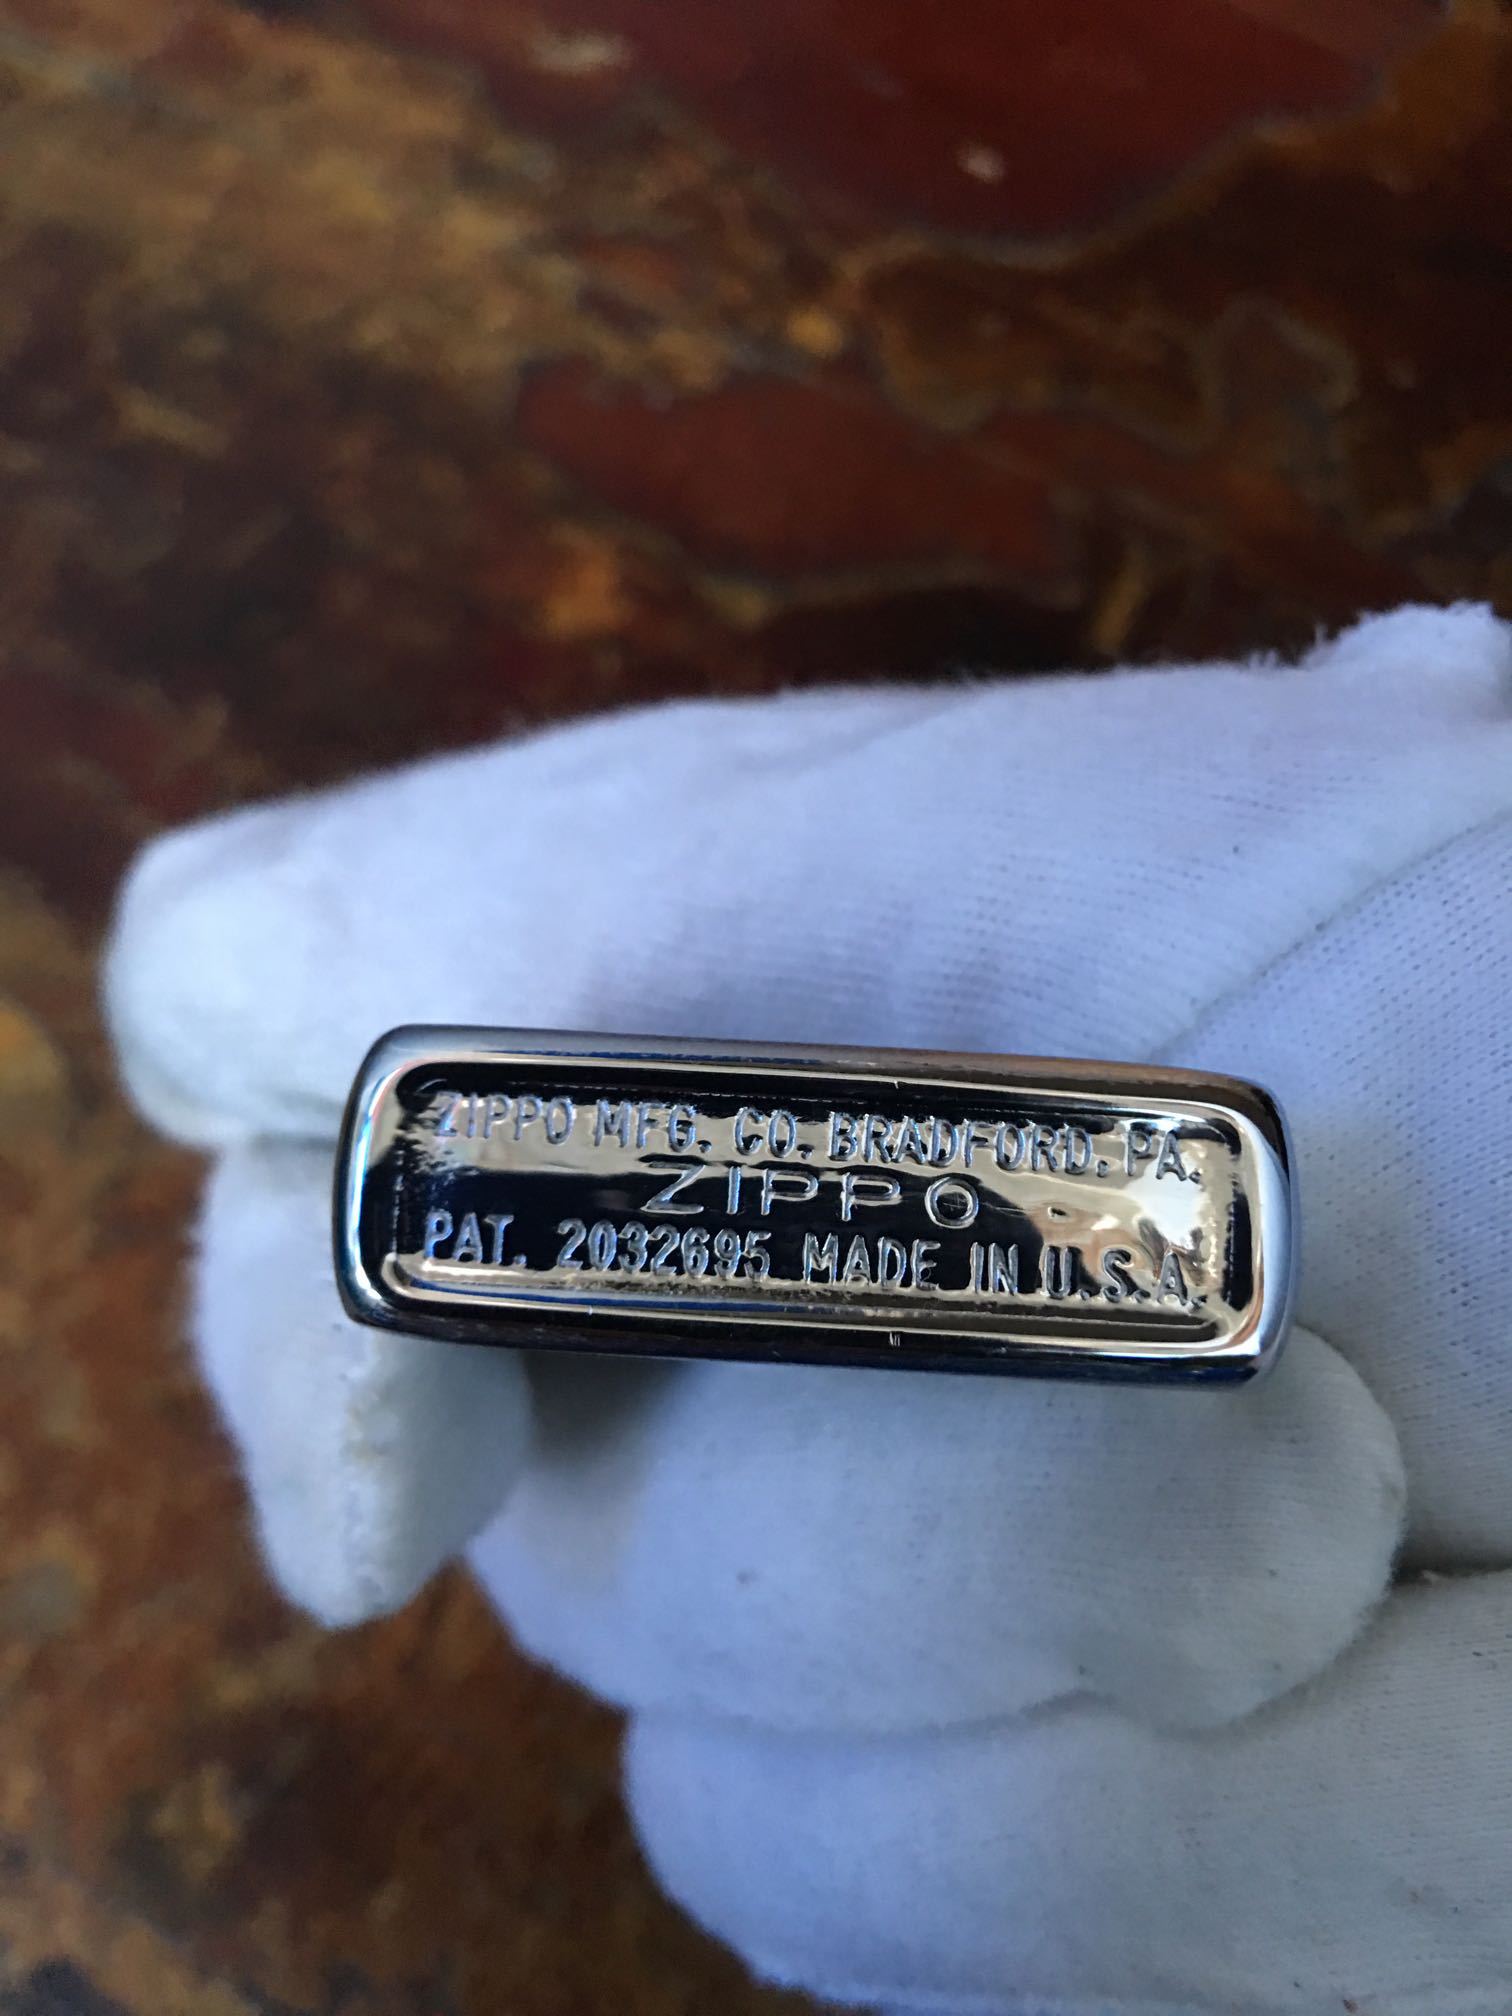 ZIPPO MFG. CO. BRADFORD, PA.
ZIPPO
PAT. 2032695 MADE IN U.S.A.